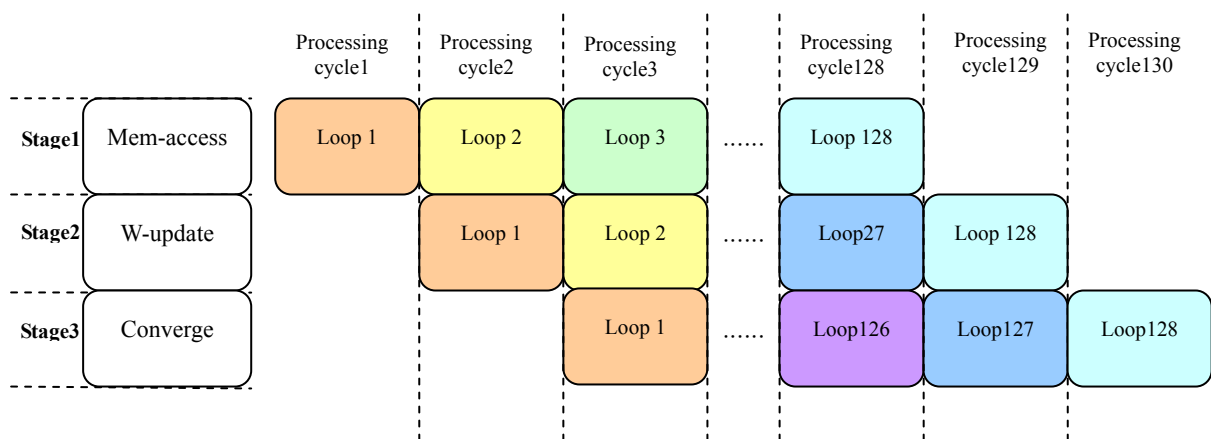 Processing
cycle1
Processing
cycle2
Processing
cycle3
Processing
cycle128
Processing
cycle129
Processing
cycle130
Stage1
Mem-access
Loop 1
Loop 2
Loop 3
......
Loop 128
Stage2
W-update
Loop 1
Loop 2
......
Loop27
Loop 128
Stage3
Converge
Loop 1
......
Loop126
Loop127
Loop128